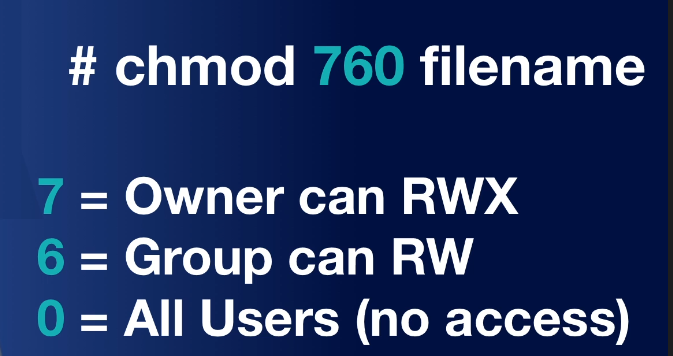 # chmod 760 filename
7 = Owner can RWX
6 = Group can RW
0 = All Users (no access)